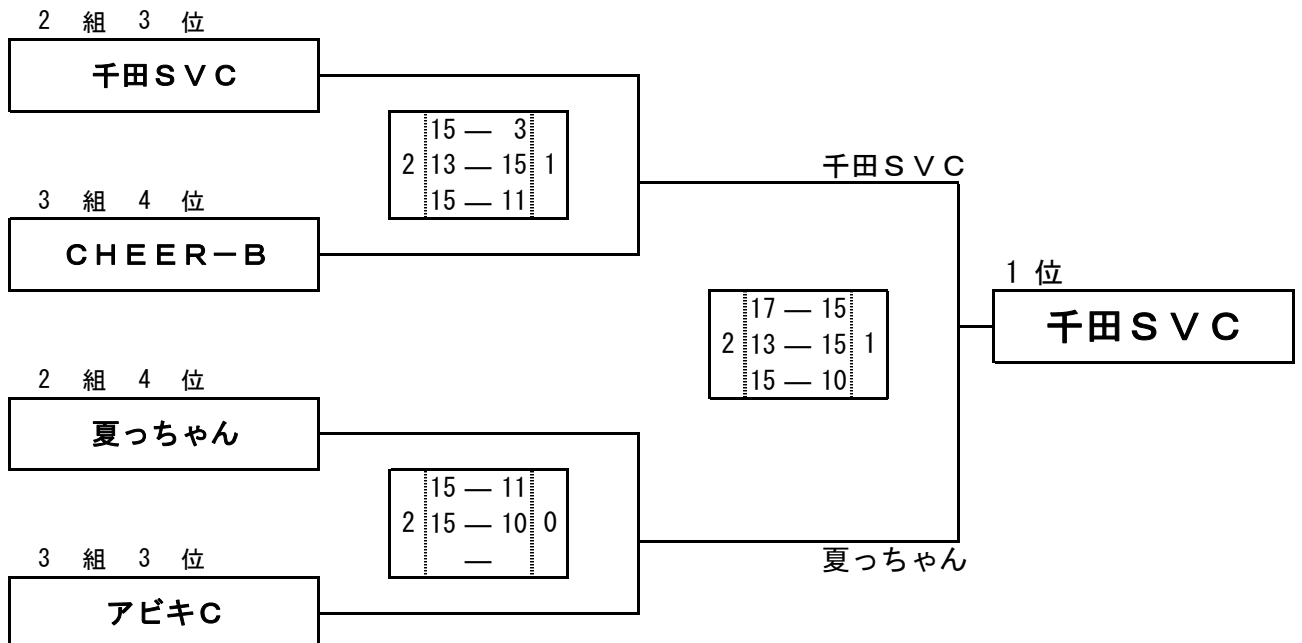 2 組 3 位
千田ＳＶＣ
15 ― 3
2 13 ― 15 1
15 ― 11
千田ＳＶＣ
3 組 4 位
ＣＨＥＥＲ－Ｂ
1 位
千田ＳＶＣ
17 ― 15
2 13 ― 15 1
15 ― 10
2 組 4 位
夏っちゃん
15 ― 11
2 15 ― 10 0
―
夏っちゃん
3 組 3 位
アビキＣ